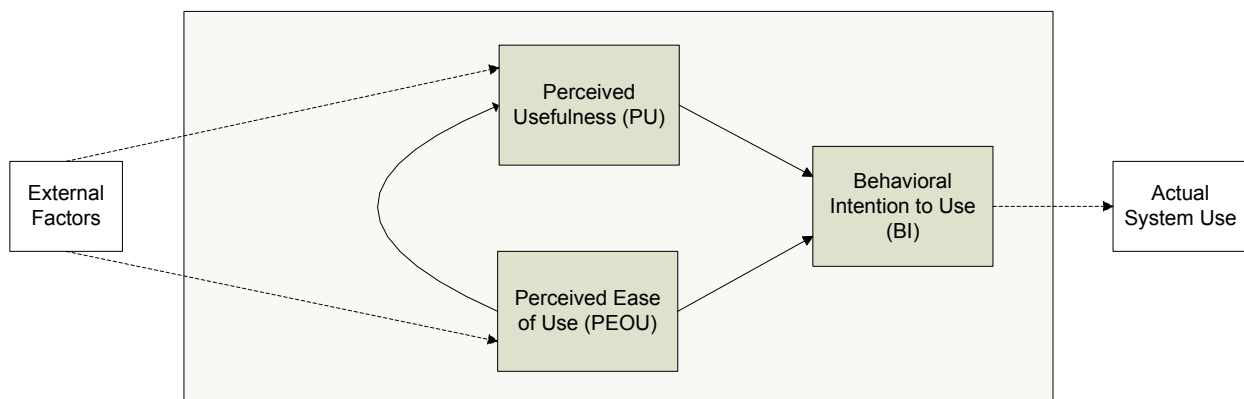 External
Factors
Perceived
Usefulness (PU)
Perceived Ease
of Use (PEOU)
Behavioral
Intention to Use
(BI)
Actual
System Use